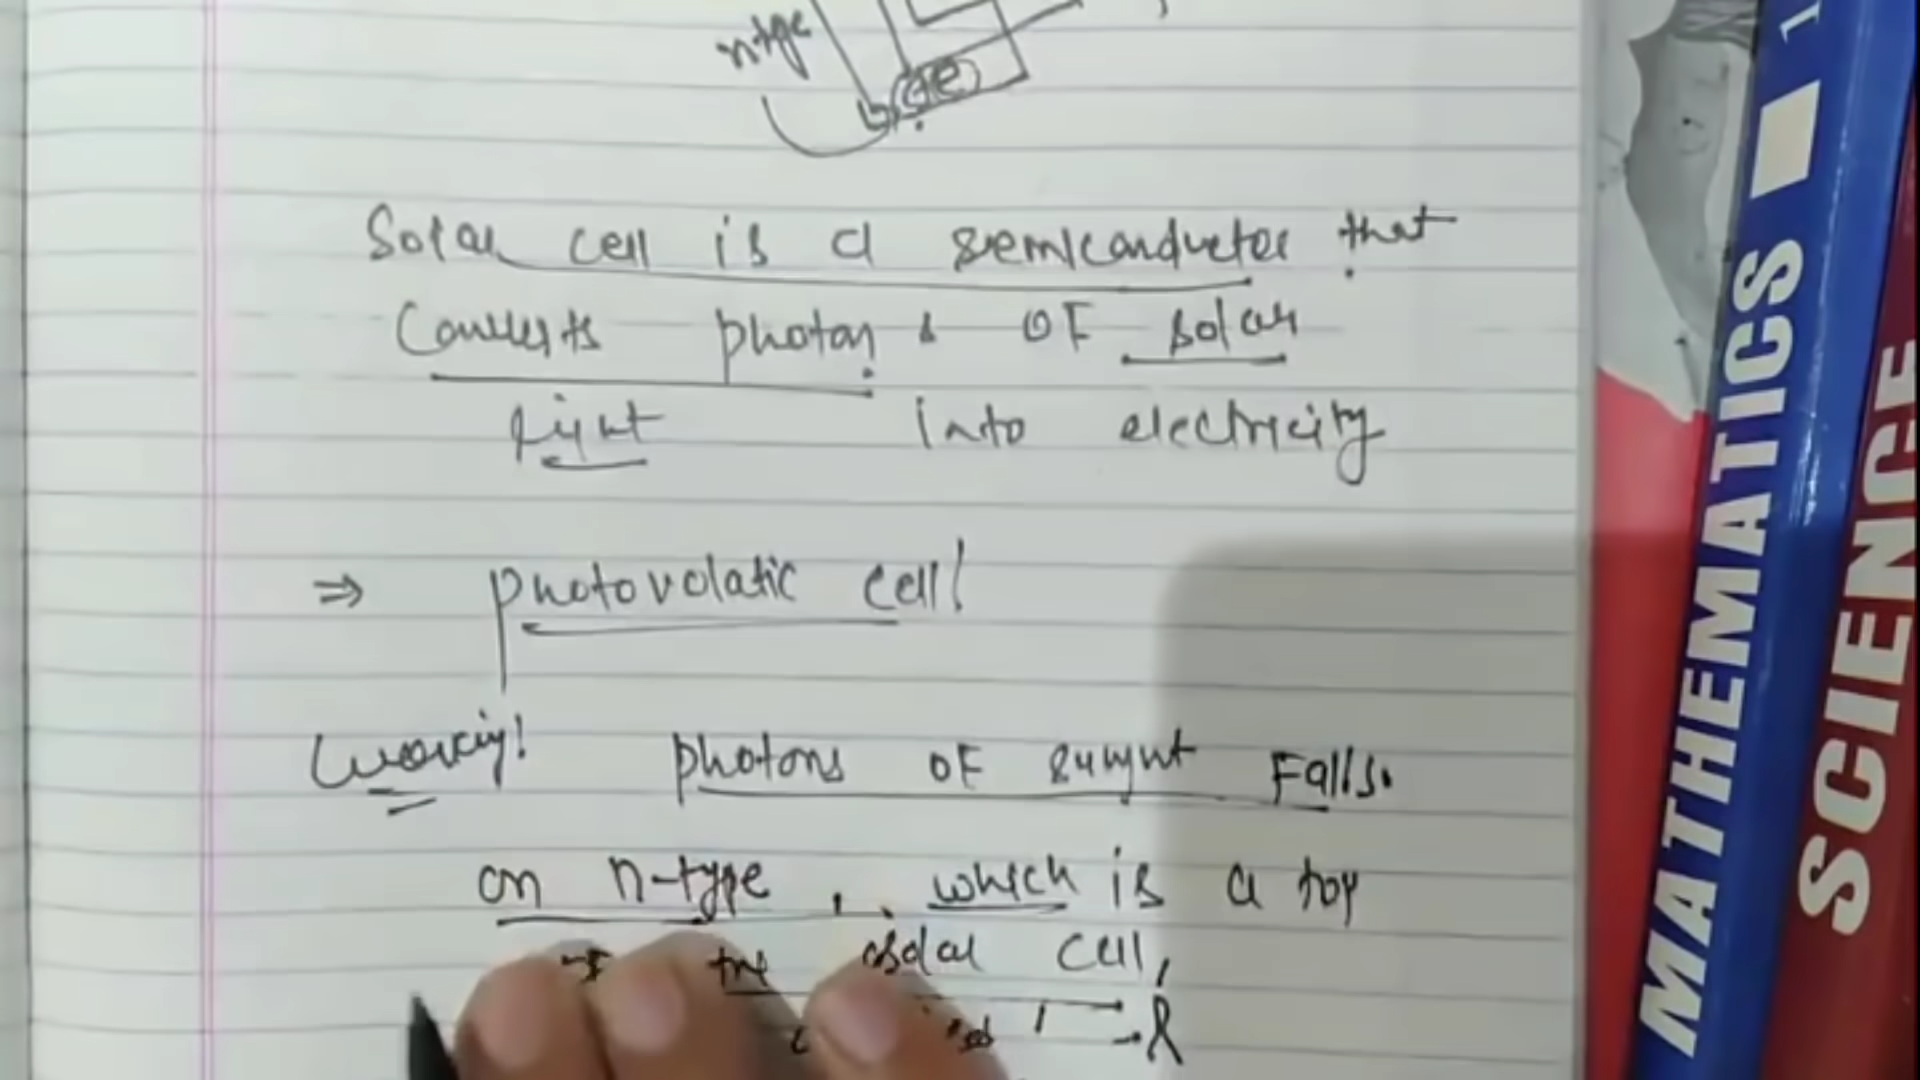 n-type
Solar cell is a semiconductor that
Converts photons of solar
light into electricity
⇒ photovolatic cell!
Working! photons of sunlight Falls.
on n-type, which is a top
the solar cell,
MATHEMATICS 1
SCIENCE